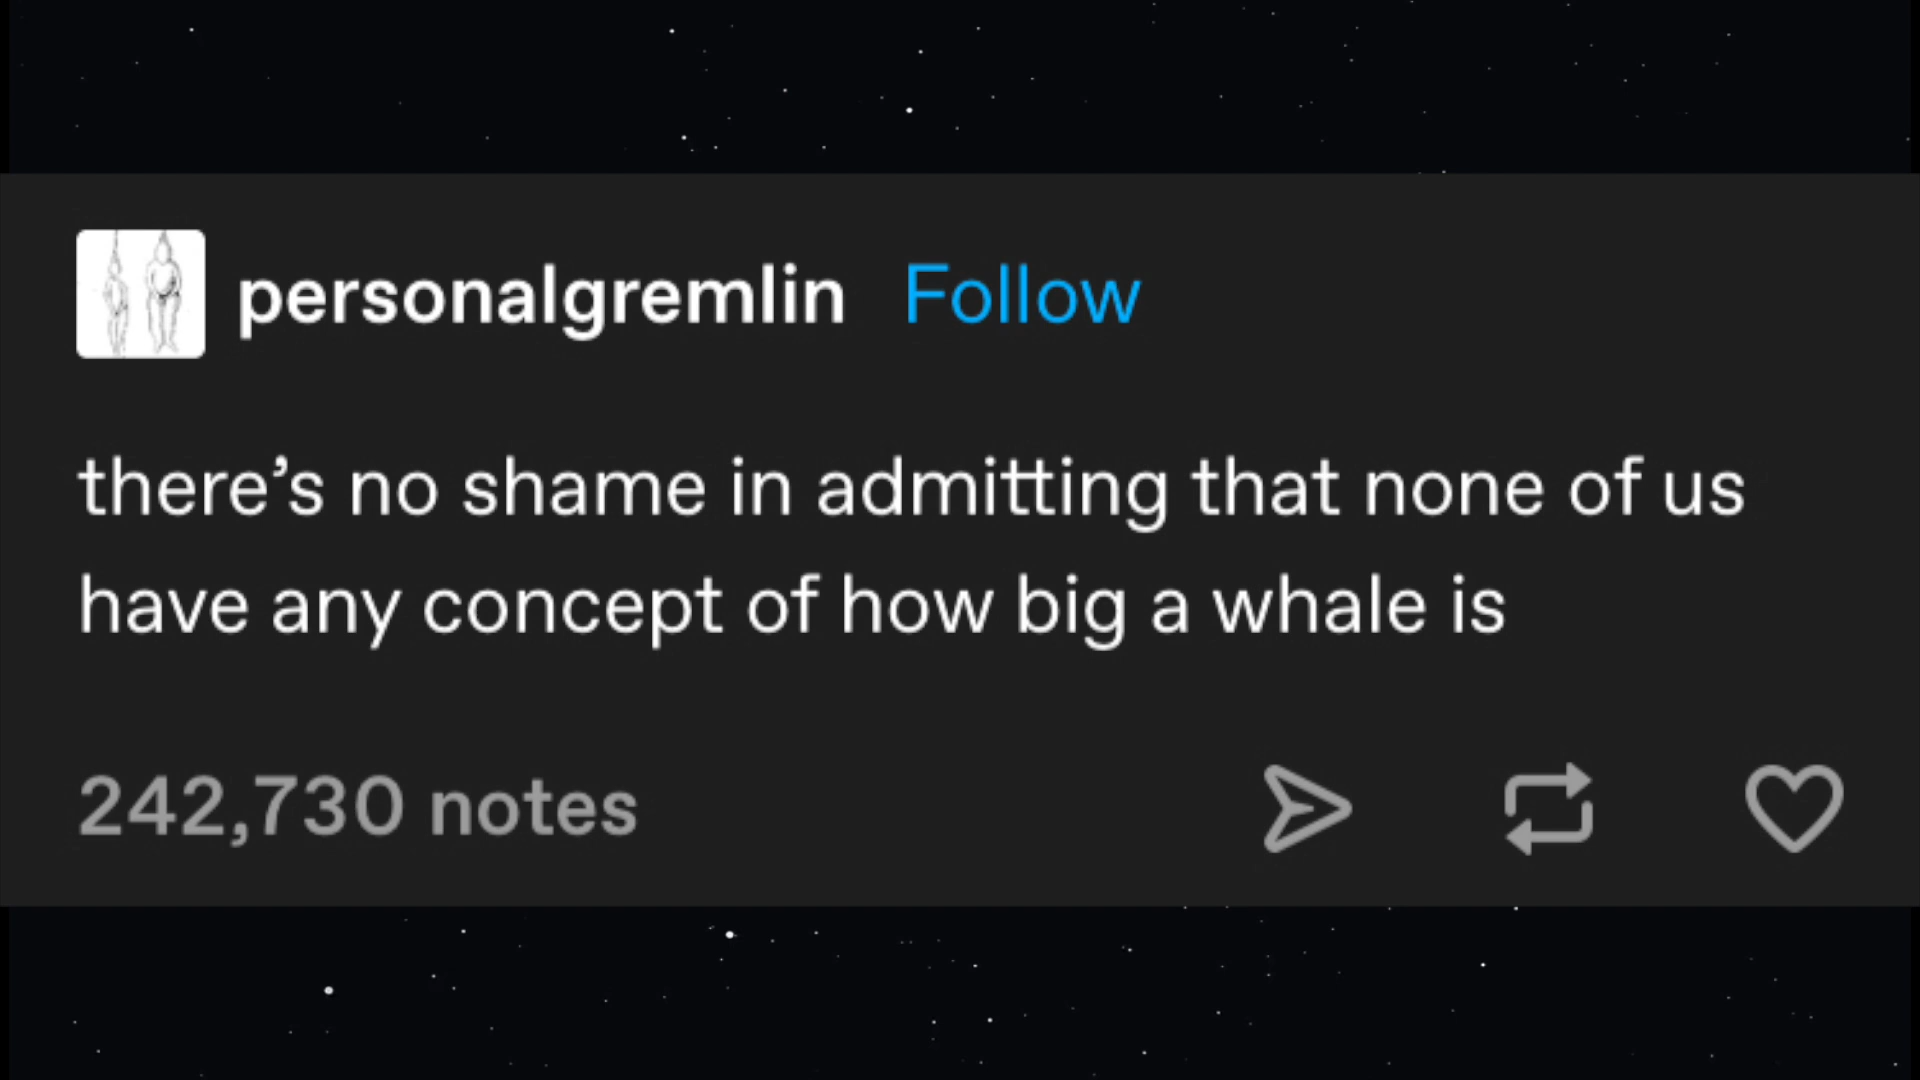 personalgremlin Follow
there’s no shame in admitting that none of us
have any concept of how big a whale is
242,730 notes